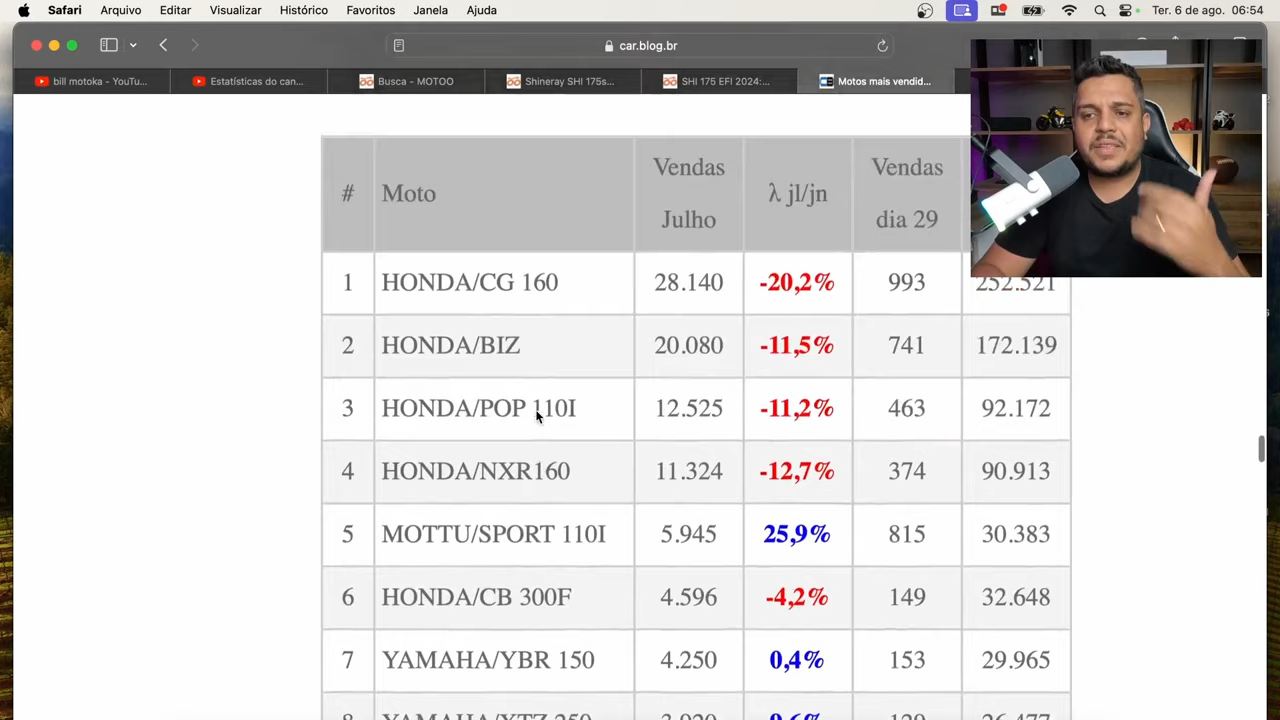 Safari Arquivo Editar Visualizar Histórico Favoritos Janela Ajuda Ter. 6 de ago. 06:54
car.blog.br
bill motoka - YouTu... Estatísticas do can... Busca - MOTOO Shineray SHI 175s... SHI 175 EFI 2024:... Motos mais vendid...
# Moto Vendas Julho λ jl/jn Vendas dia 29
1 HONDA/CG 160 28.140 -20,2% 993 252.521
2 HONDA/BIZ 20.080 -11,5% 741 172.139
3 HONDA/POP 110I 12.525 -11,2% 463 92.172
4 HONDA/NXR160 11.324 -12,7% 374 90.913
5 MOTTU/SPORT 110I 5.945 25,9% 815 30.383
6 HONDA/CB 300F 4.596 -4,2% 149 32.648
7 YAMAHA/YBR 150 4.250 0,4% 153 29.965
8 YAMAHA/XTZ 250